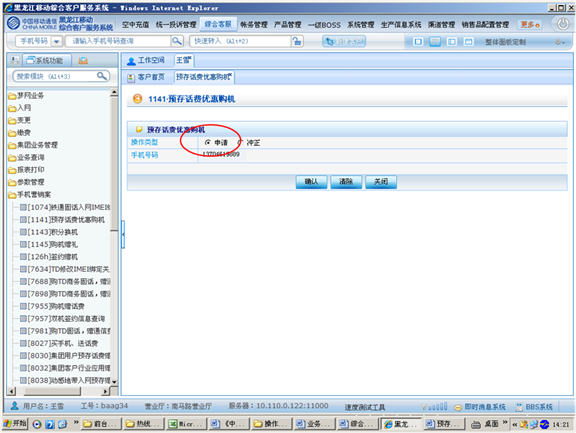 黑龙江移动综合客户服务系统 - Windows Internet Explorer
中国移动通信
CHINA MOBILE
黑龙江移动
综合客户服务系统
空中充值 统一投诉管理 综合客服 帐务管理 产品管理 一级BOSS 系统管理 生产信息系统 渠道管理 销售品配置管理 更多
手机号码 请输入手机号码查询 快速转入 (Alt+2) 整体面板定制
系统功能 工作空间 王雪
搜索模块 (Alt+3) 客户首页 预存话费优惠购机
梦网业务
入网
变更
缴费
集团业务管理
业务查询
报表打印
参数管理
手机营销案
[1074]铁通固话入网IMEI
[1141]预存话费优惠购机
[1143]积分换机
[1145]购机赠礼
[126h]签约赠机
[7634]TD修改IMEI绑定关
[7688]购TD商务固话，赠
[7898]购TD商务固话，赠
[7955]购机赠话费
[7957]双机签约信息查询
[7981]购TD固话，赠通信
[8027]买手机、送话费
[8030]集团用户预存话费
[8032]集团客户行业应用
[8038]动感地带入网预存
1141·预存话费优惠购机
预存话费优惠购机
操作类型 申请 冲正
手机号码
确认 清除 关闭
用户名：王雪 工号：baag34 营业厅：南马路营业厅 服务器：10.110.0.122:11000 速度测试工具 即时消息系统 BBS系统
开始 前台... 热线... Micr... 《中... 操作... 业务... 综合... 黑龙... 预存... 桌面 14:21